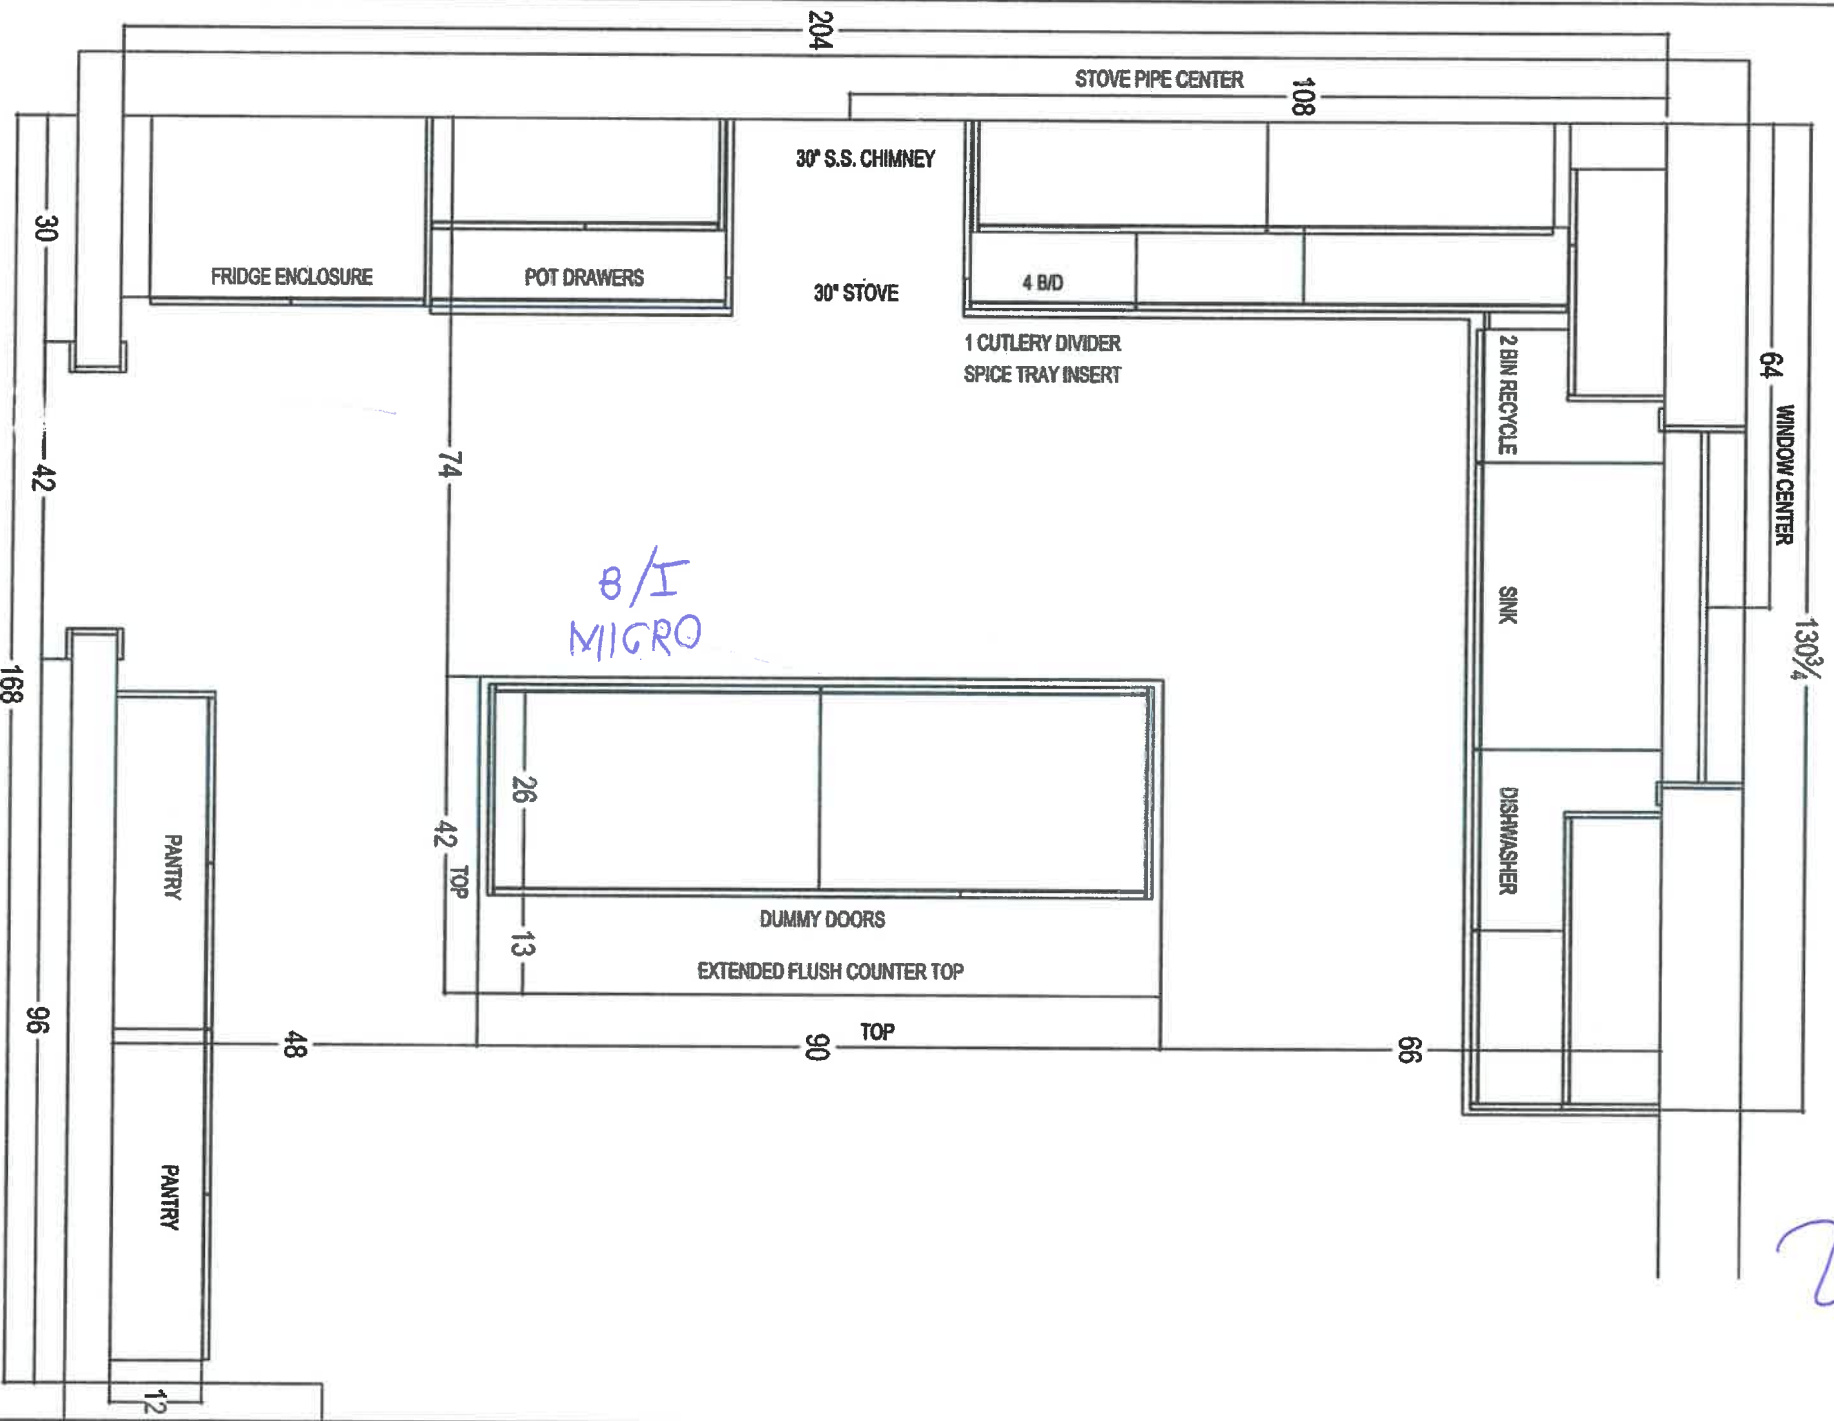 204
STOVE PIPE CENTER
108
30" S.S. CHIMNEY
64
WINDOW CENTER
130¾
30
FRIDGE ENCLOSURE
POT DRAWERS
30" STOVE
4 B/D
1 CUTLERY DIVIDER
SPICE TRAY INSERT
2 BIN RECYCLE
42
74
B/I
MICRO
SINK
168
26
42 TOP
DISHWASHER
PANTRY
DUMMY DOORS
13
EXTENDED FLUSH COUNTER TOP
96
48
90
TOP
66
PANTRY
12